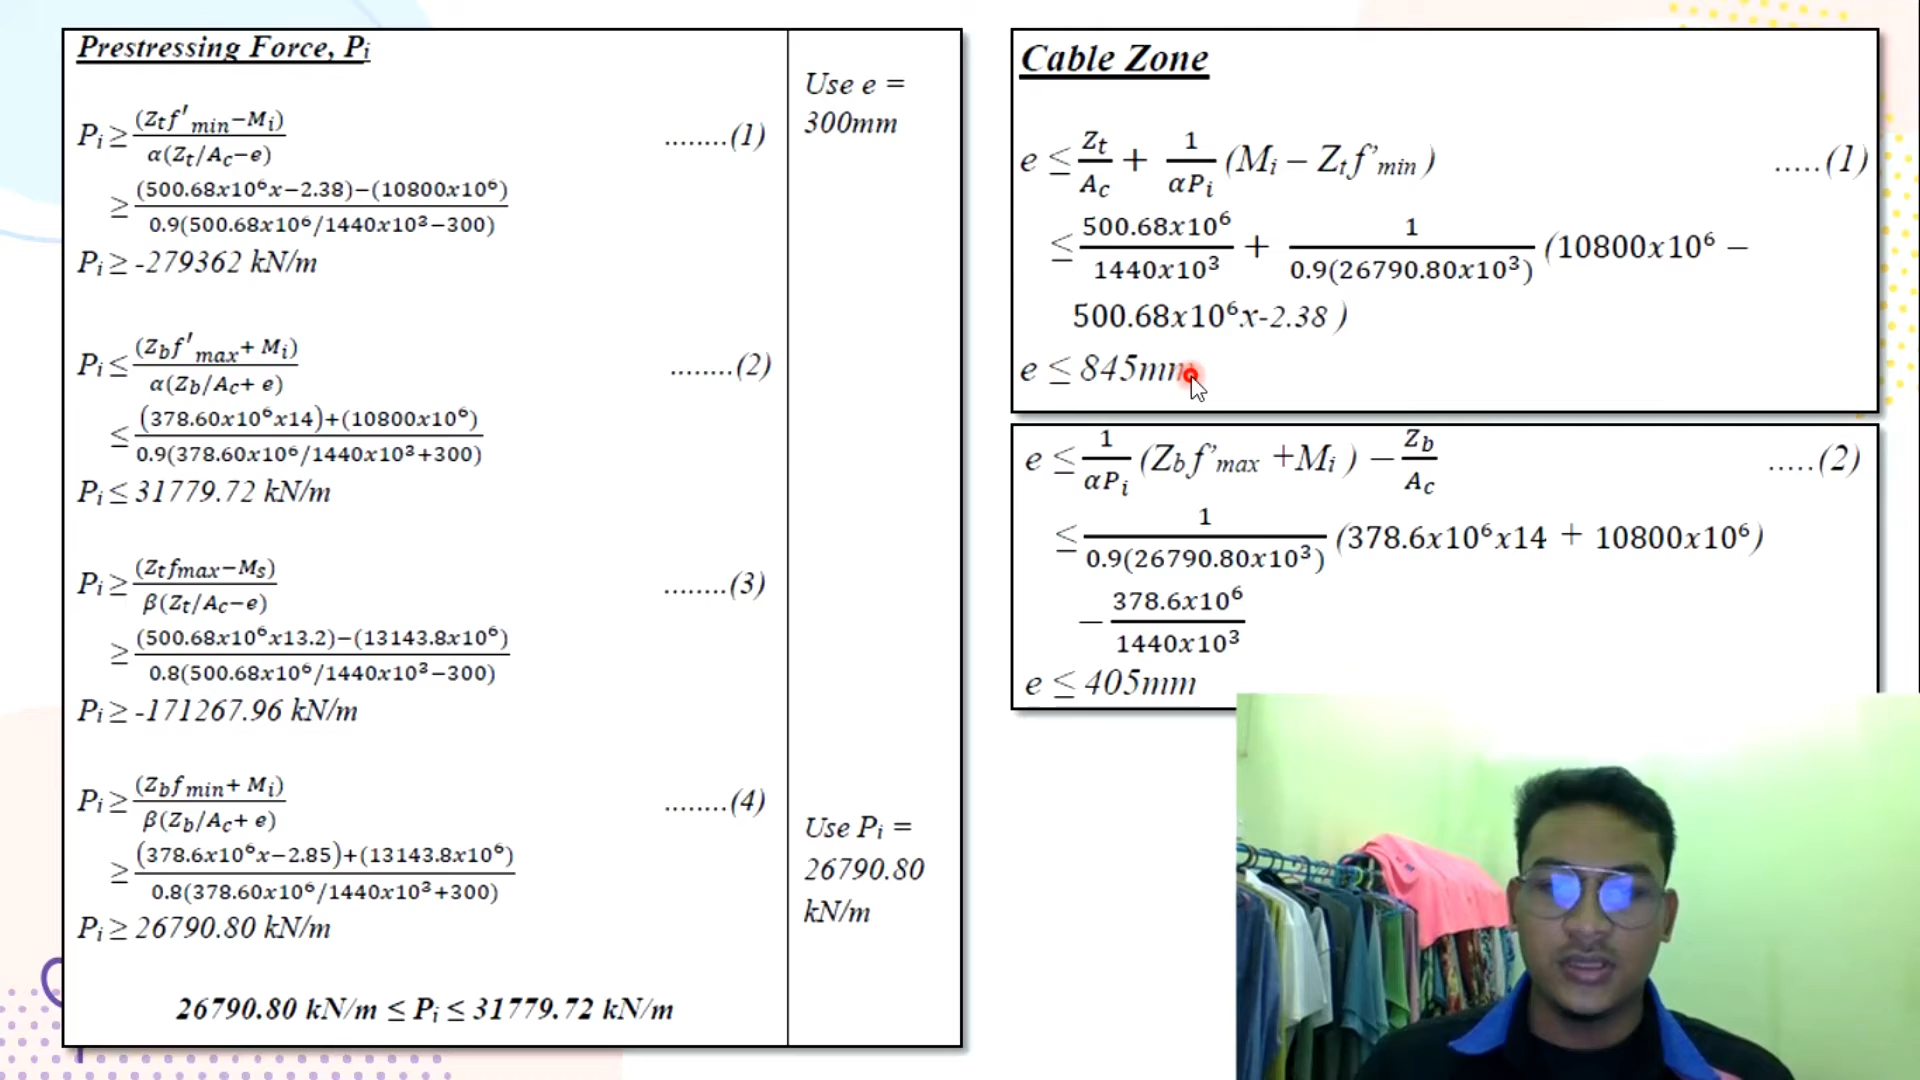 Prestressing Force, Pi
Pi ≥ (Ztf'min−Mi) / α(Zt/Ac−e) ........(1)
≥ (500.68x10⁶x−2.38)−(10800x10⁶) / 0.9(500.68x10⁶/1440x10³−300)
Pi ≥ -279362 kN/m
Pi ≤ (Zbf'max+ Mi) / α(Zb/Ac+ e) ........(2)
≤ (378.60x10⁶x14)+(10800x10⁶) / 0.9(378.60x10⁶/1440x10³+300)
Pi ≤ 31779.72 kN/m
Pi ≥ (Ztfmax−Ms) / β(Zt/Ac−e) ........(3)
≥ (500.68x10⁶x13.2)−(13143.8x10⁶) / 0.8(500.68x10⁶/1440x10³−300)
Pi ≥ -171267.96 kN/m
Pi ≥ (Zbfmin+ Mi) / β(Zb/Ac+ e) ........(4)
≥ (378.6x10⁶x−2.85)+(13143.8x10⁶) / 0.8(378.60x10⁶/1440x10³+300)
Pi ≥ 26790.80 kN/m
26790.80 kN/m ≤ Pi ≤ 31779.72 kN/m
Use e =
300mm
Use Pi =
26790.80
kN/m
Cable Zone
e ≤ Zt/Ac + 1/αPi (Mi − Ztf'min ) .....(1)
≤ 500.68x10⁶/1440x10³ + 1/0.9(26790.80x10³) (10800x10⁶ −
500.68x10⁶x-2.38 )
e ≤ 845mm
e ≤ 1/αPi (Zbf'max +Mi ) − Zb/Ac .....(2)
≤ 1/0.9(26790.80x10³) (378.6x10⁶x14 + 10800x10⁶)
− 378.6x10⁶/1440x10³
e ≤ 405mm